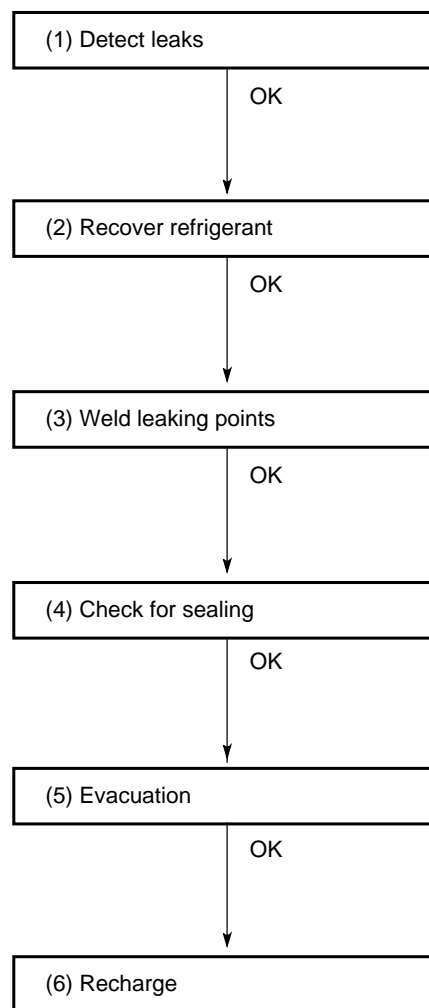 (1) Detect leaks
OK
(2) Recover refrigerant
OK
(3) Weld leaking points
OK
(4) Check for sealing
OK
(5) Evacuation
OK
(6) Recharge